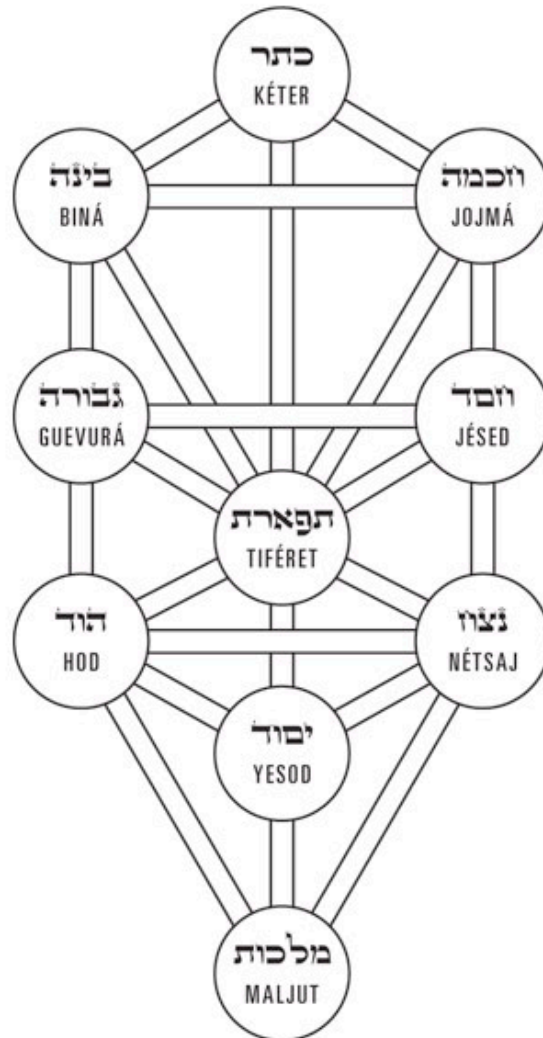 כתר
KÉTER
בינה
BINÁ
חכמה
JOJMÁ
גבורה
GUEVURÁ
חסד
JÉSED
תפארת
TIFÉRET
הוד
HOD
נצח
NÉTSAJ
יסוד
YESOD
מלכות
MALJUT